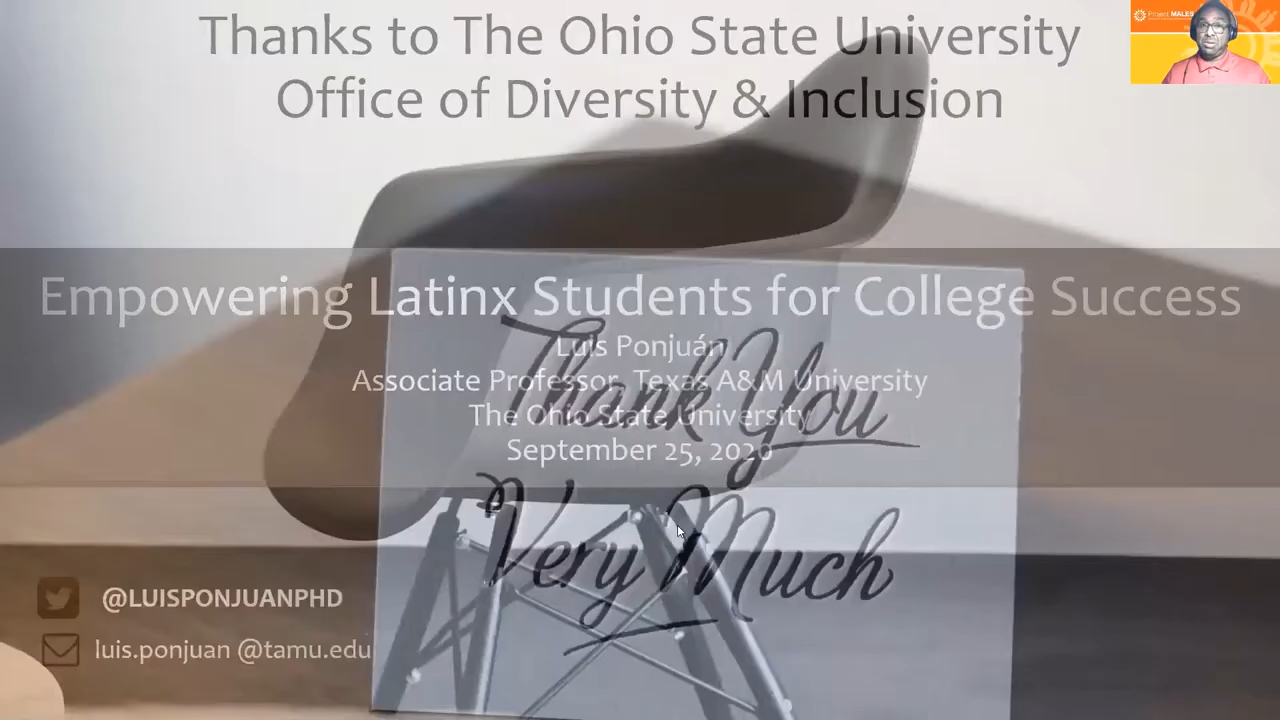 Thanks to The Ohio State University
Office of Diversity & Inclusion
Project MALES
Empowering Latinx Students for College Success
Luis Ponjuán
Associate Professor, Texas A&M University
The Ohio State University
September 25, 2020
Thank You
Very Much
@LUISPONJUANPHD
luis.ponjuan @tamu.edu